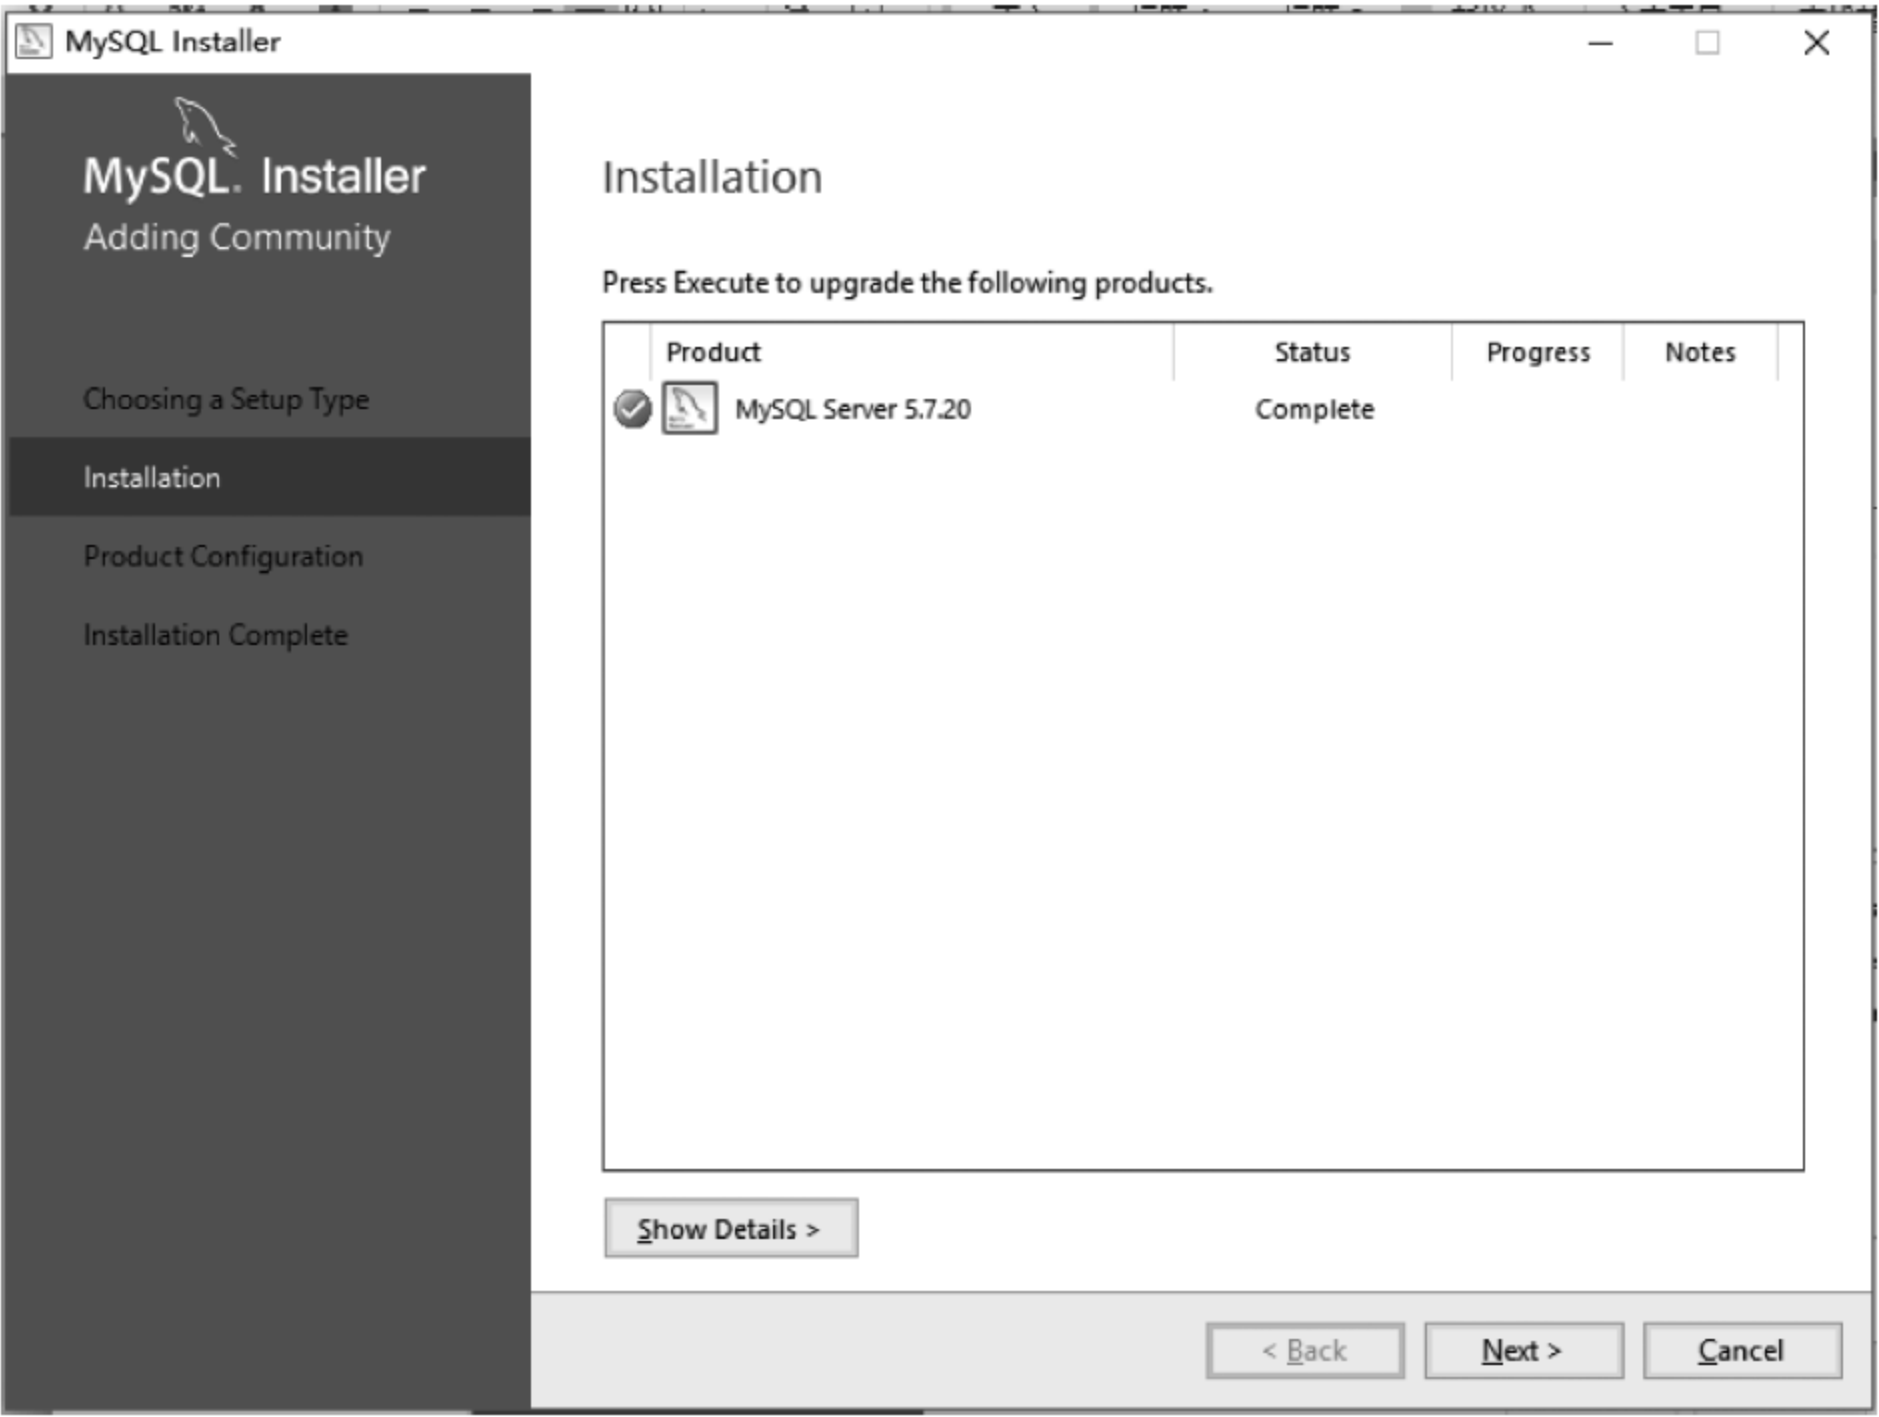 MySQL Installer
MySQL. Installer
Adding Community
Choosing a Setup Type
Installation
Product Configuration
Installation Complete
Installation
Press Execute to upgrade the following products.
Product Status Progress Notes
MySQL Server 5.7.20 Complete
Show Details >
< Back Next > Cancel